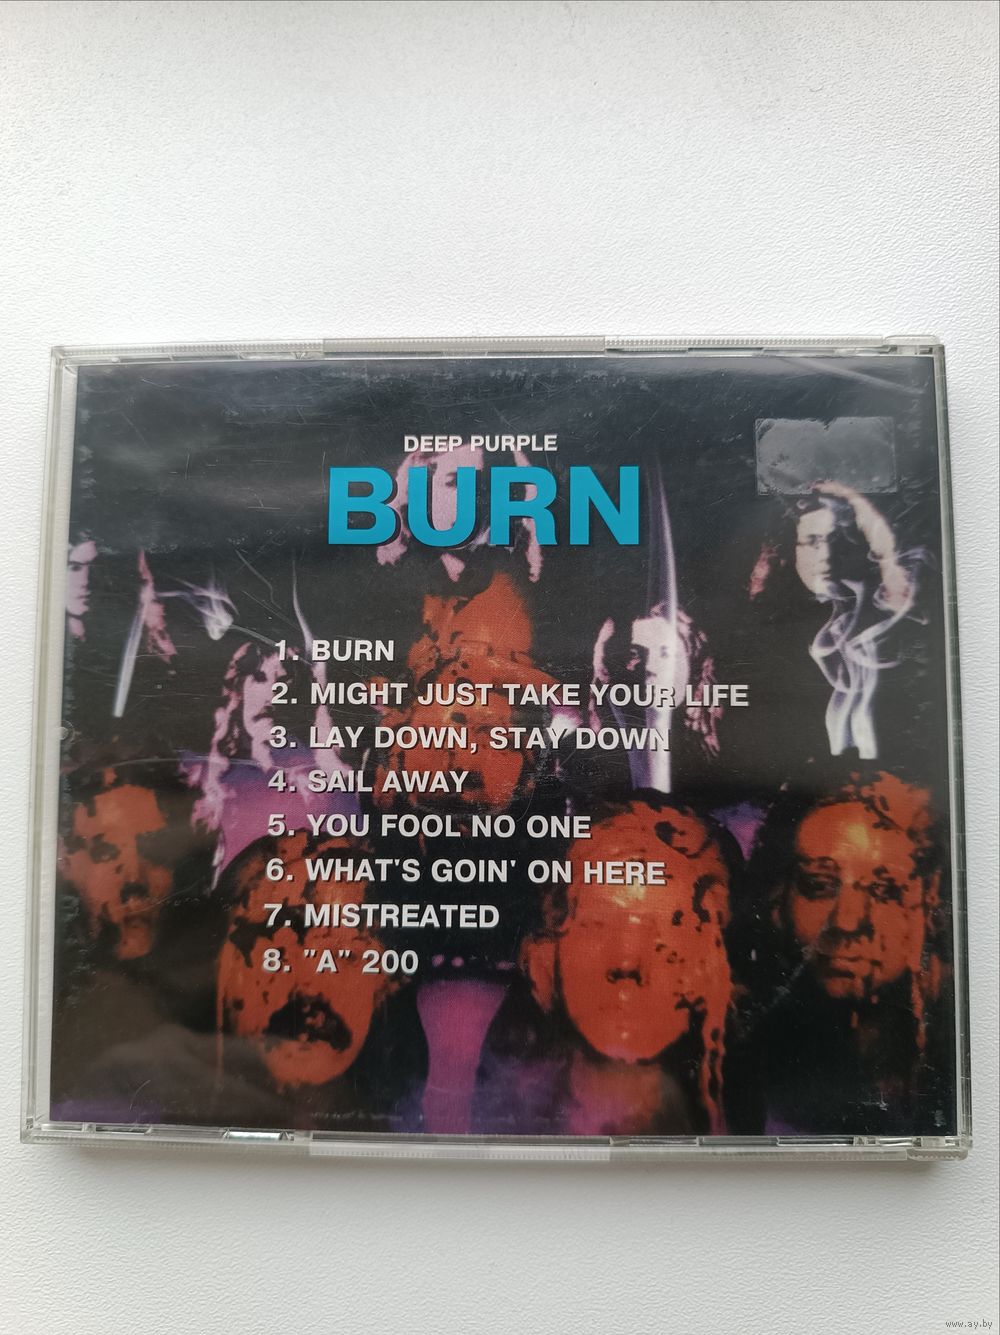 DEEP PURPLE
BURN
1. BURN
2. MIGHT JUST TAKE YOUR LIFE
3. LAY DOWN, STAY DOWN
4. SAIL AWAY
5. YOU FOOL NO ONE
6. WHAT'S GOIN' ON HERE
7. MISTREATED
8. "A" 200
www.ay.by